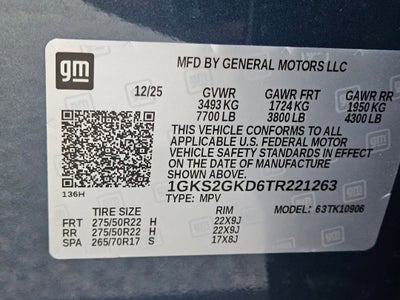 gm
MFD BY GENERAL MOTORS LLC
12/25 GVWR GAWR FRT GAWR RR
3493 KG 1724 KG 1950 KG
7700 LB 3800 LB 4300 LB
THIS VEHICLE CONFORMS TO ALL
APPLICABLE U.S. FEDERAL MOTOR
VEHICLE SAFETY STANDARDS IN EFFECT
ON THE DATE OF MANUFACTURE
SHOWN ABOVE.
136H
1GKS2GKD6TR221263
TYPE: MPV MODEL: 63TK10906
TIRE SIZE RIM
FRT 275/50R22 H 22X9J
RR 275/50R22 H 22X9J
SPA 265/70R17 S 17X8J